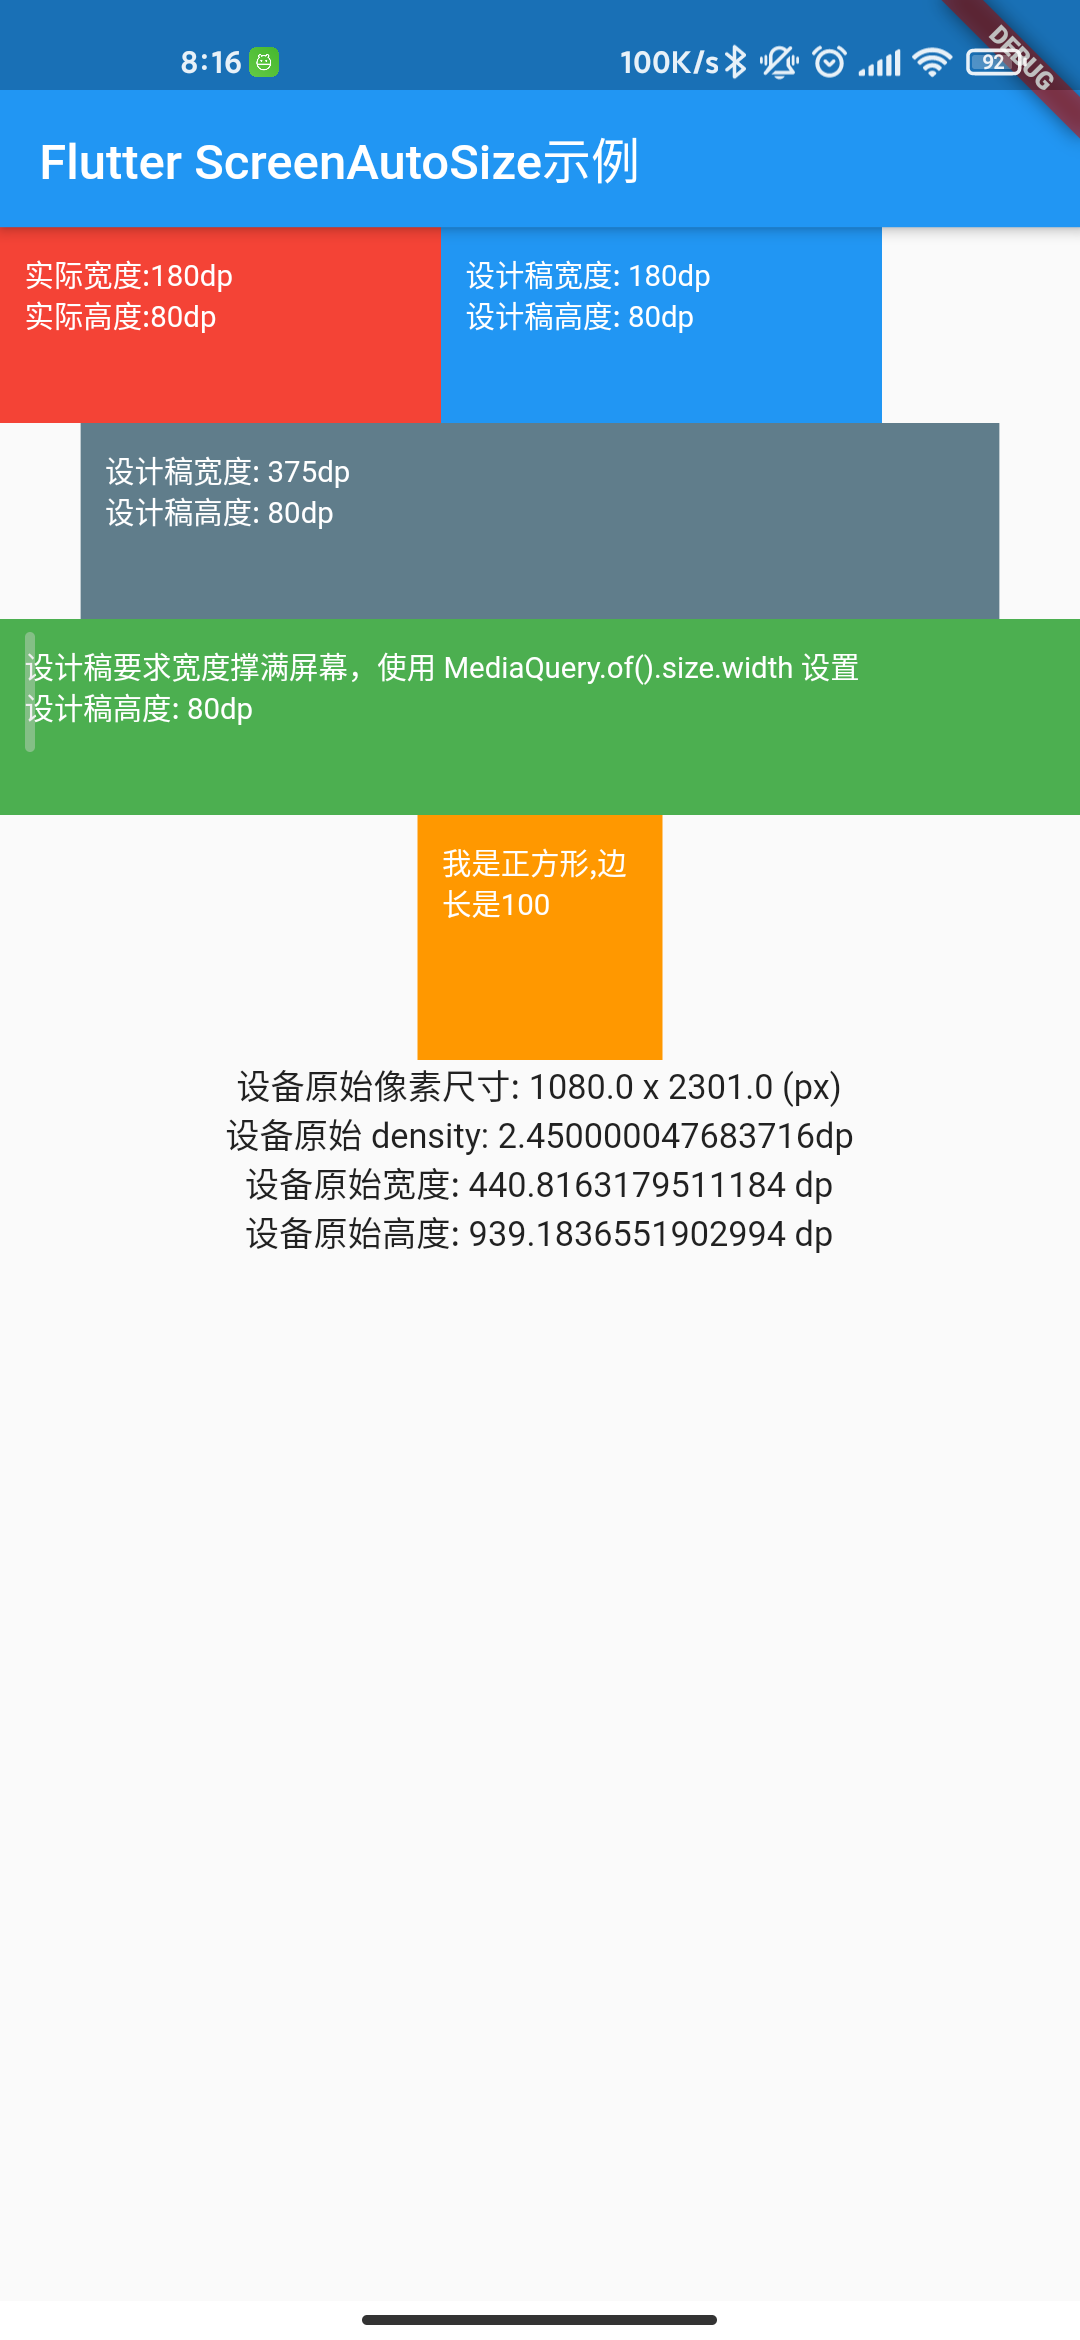 8:16
100K/s
92
DEBUG
Flutter ScreenAutoSize示例
实际宽度:180dp
实际高度:80dp
设计稿宽度: 180dp
设计稿高度: 80dp
设计稿宽度: 375dp
设计稿高度: 80dp
设计稿要求宽度撑满屏幕，使用 MediaQuery.of().size.width 设置
设计稿高度: 80dp
我是正方形,边
长是100
设备原始像素尺寸: 1080.0 x 2301.0 (px)
设备原始 density: 2.450000047683716dp
设备原始宽度: 440.8163179511184 dp
设备原始高度: 939.1836551902994 dp